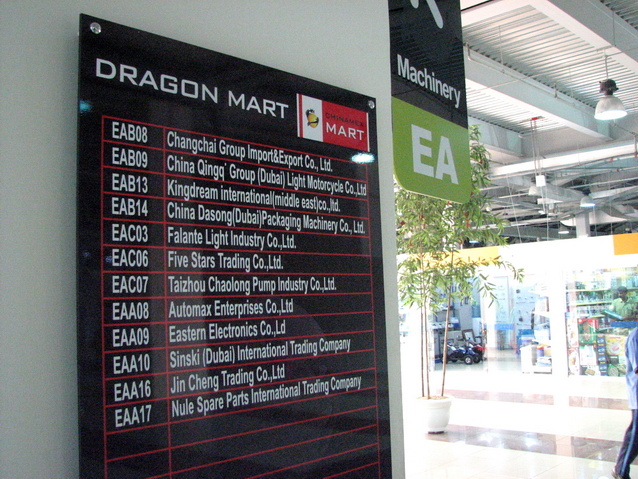 DRAGON MART
CHINAMEX
MART
EAB08 Changchai Group Import&Export Co., Ltd.
EAB09 China Qingqi Group (Dubai) Light Motorcycle Co.,Ltd
EAB13 Kingdream international(middle east)co.,ltd.
EAB14 China Dasong(Dubai)Packaging Machinery Co., Ltd.
EAC03 Falante Light Industry Co.,Ltd.
EAC06 Five Stars Trading Co.,Ltd.
EAC07 Taizhou Chaolong Pump Industry Co.,Ltd.
EAA08 Automax Enterprises Co.,Ltd
EAA09 Eastern Electronics Co.,Ld
EAA10 Sinski (Dubai) International Trading Company
EAA16 Jin Cheng Trading Co.,Ltd
EAA17 Nule Spare Parts International Trading Company
Machinery
EA